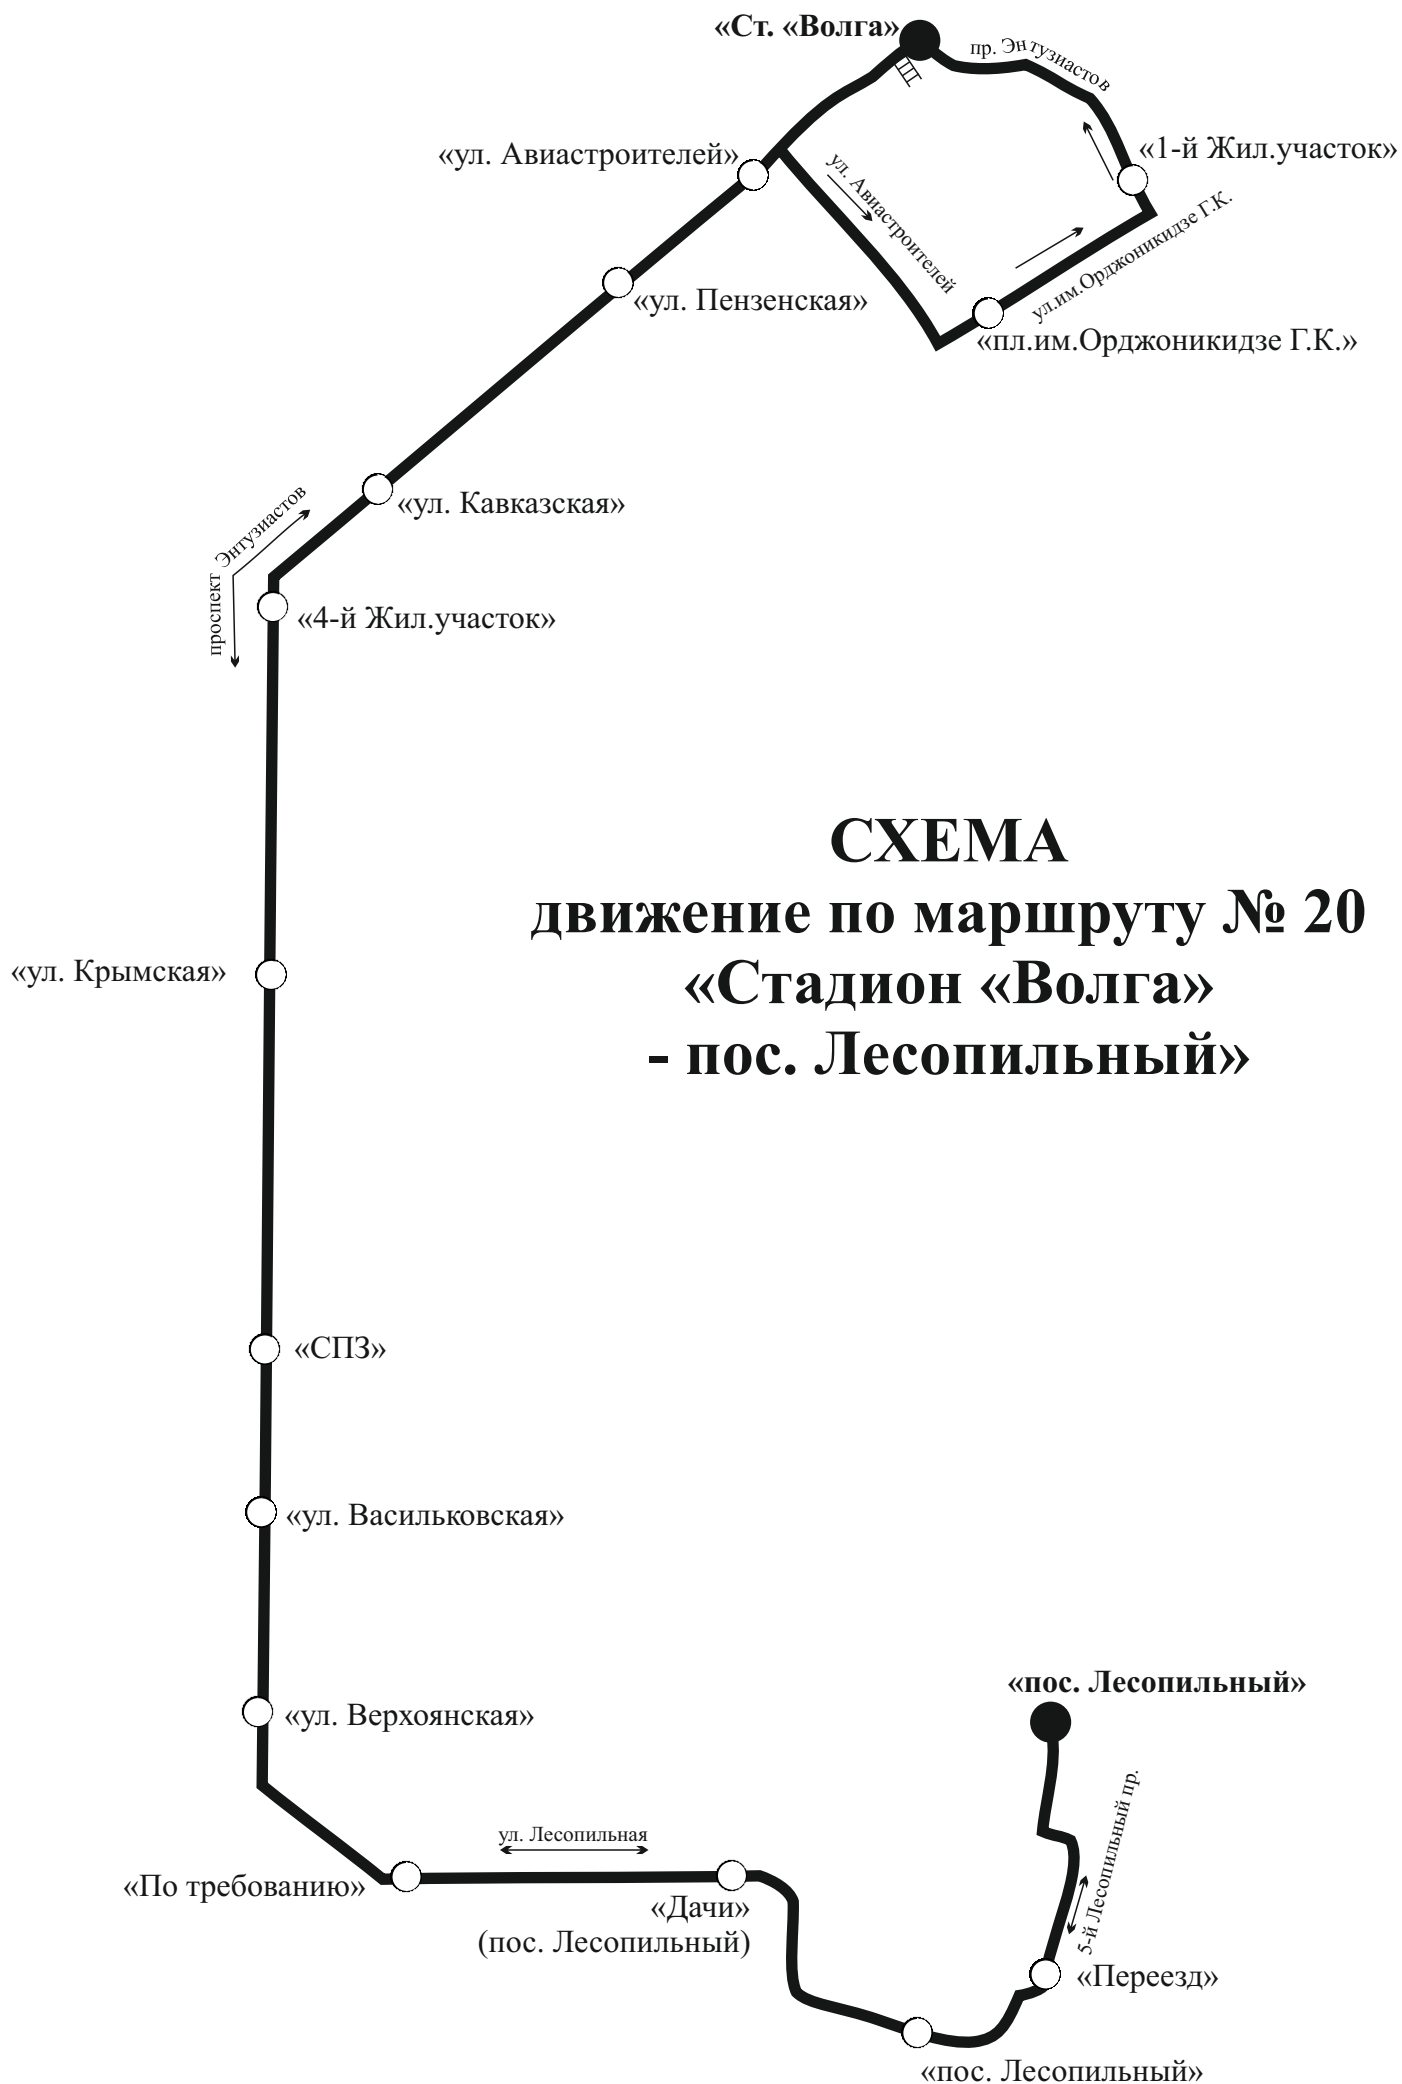 «Ст. «Волга»
пр. Энтузиастов
«ул. Авиастроителей»
«1-й Жил.участок»
ул. Авиастроителей
ул.им.Орджоникидзе Г.К.
«ул. Пензенская»
«пл.им.Орджоникидзе Г.К.»
«ул. Кавказская»
проспект Энтузиастов
«4-й Жил.участок»
СХЕМА
движение по маршруту № 20
«Стадион «Волга»
- пос. Лесопильный»
«ул. Крымская»
«СПЗ»
«ул. Васильковская»
«пос. Лесопильный»
«ул. Верхоянская»
5-й Лесопильный пр.
ул. Лесопильная
«По требованию»
«Дачи»
(пос. Лесопильный)
«Переезд»
«пос. Лесопильный»